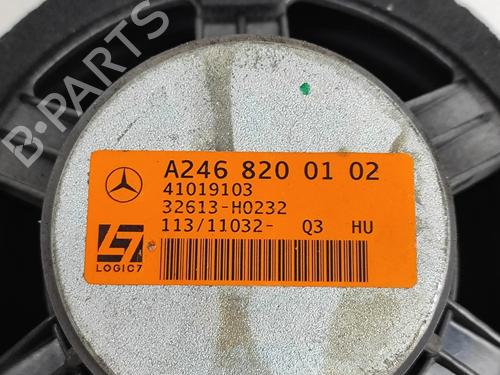 B-PARTS
A246 820 01 02
41019103
32613-H0232
113/11032- Q3 HU
LOGIC7